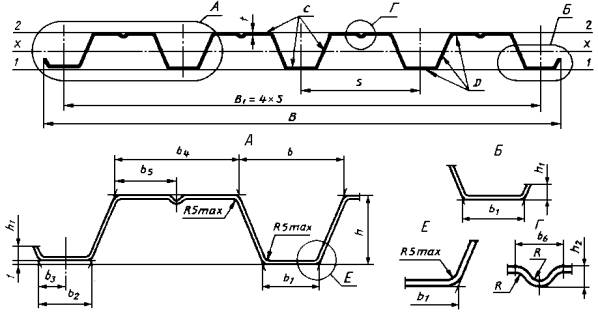 А
t
С
Г
Б
2
2
х
х
1
1
S
D
B₁ = 4×S
B
А
b₄
b
b₅
R5max
R5max
h₁
h
t
b₃
b₂
b₁
Е
Б
h₁
b₁
Е
R5max
b₁
Г
b₆
R
R
h₂